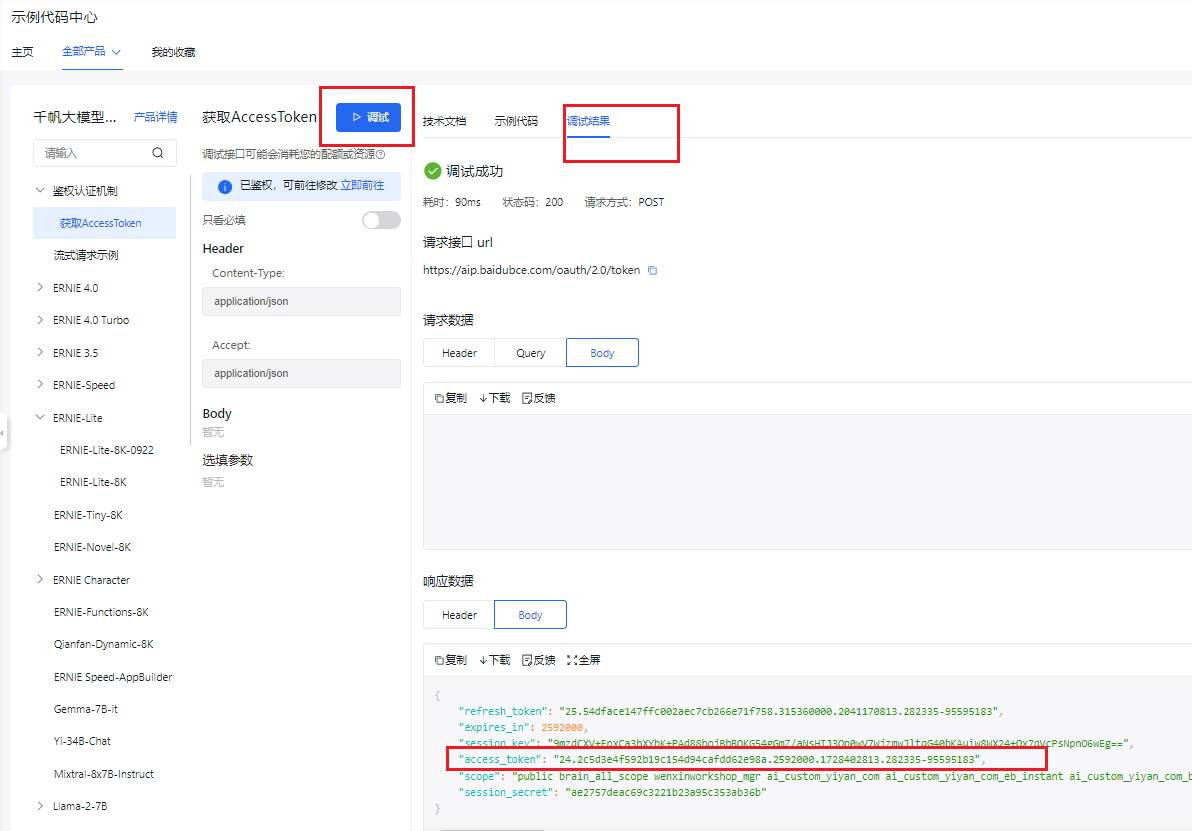 示例代码中心
主页 全部产品 我的收藏
千帆大模型... 产品详情
请输入
鉴权认证机制
获取AccessToken
流式请求示例
ERNIE 4.0
ERNIE 4.0 Turbo
ERNIE 3.5
ERNIE-Speed
ERNIE-Lite
ERNIE-Lite-8K-0922
ERNIE-Lite-8K
ERNIE-Tiny-8K
ERNIE-Novel-8K
ERNIE Character
ERNIE-Functions-8K
Qianfan-Dynamic-8K
ERNIE Speed-AppBuilder
Gemma-7B-it
Yi-34B-Chat
Mixtral-8x7B-Instruct
Llama-2-7B
获取AccessToken 调试
调试接口可能会消耗您的配额或资源
已鉴权，可前往修改 立即前往
只看必填
Header
Content-Type:
application/json
Accept:
application/json
Body
暂无
选填参数
暂无
技术文档 示例代码 调试结果
调试成功
耗时: 90ms 状态码: 200 请求方式: POST
请求接口 url
https://aip.baidubce.com/oauth/2.0/token
请求数据
Header Query Body
复制 下载 反馈
响应数据
Header Body
复制 下载 反馈 全屏
{
"refresh_token": "25.54dface147ffc002aec7cb266e71f758.315360000.2041170813.282335-95595183",
"expires_in": 2592000,
"session_key":
"access_token": "24.2c5d3e4f592b19c154d94cafdd62e98a.2592000.1728402813.282335-95595183",
"scope": "public brain_all_scope wenxinworkshop_mgr ai_custom_yiyan_com ai_custom_yiyan_com_eb_instant ai_custom_yiyan_com_b
"session_secret": "ae2757deac69c3221b23a95c353ab36b"
}